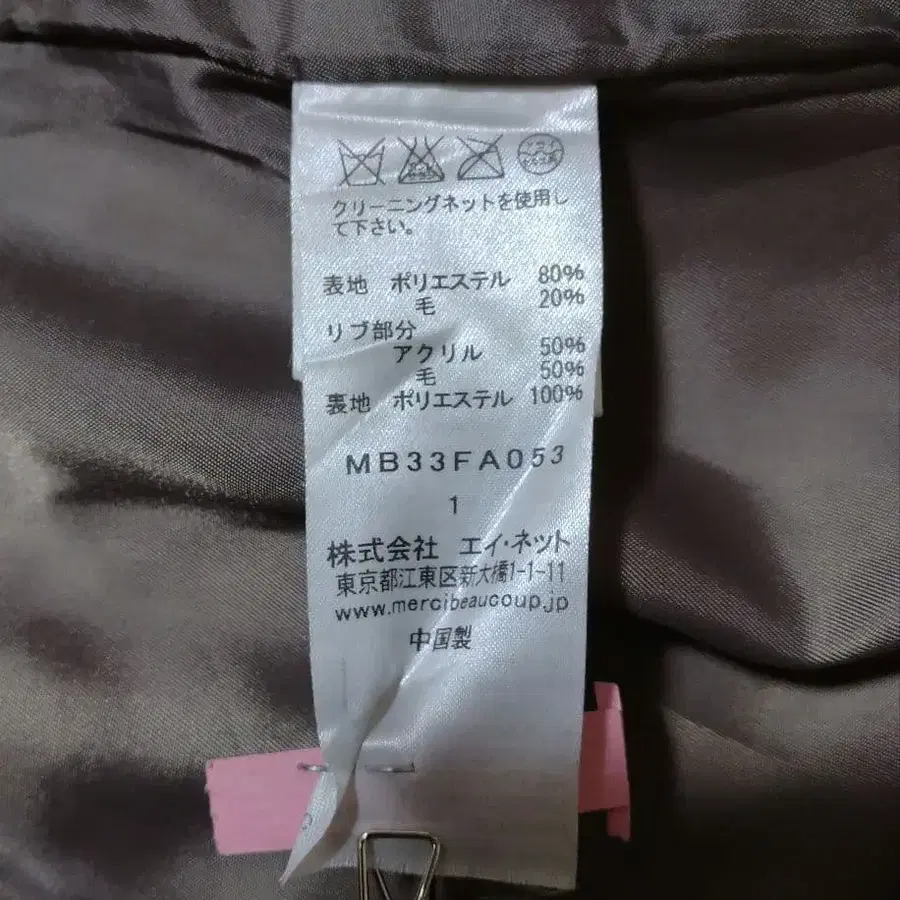 クリーニングネットを使用し
て下さい。
表地 ポリエステル 80%
毛 20%
リブ部分
アクリル 50%
毛 50%
表地 ポリエステル 100%
MB33FA053
1
株式会社 エイ・ネット
東京都江東区新大橋1-1-11
www.mercibeaucoup.jp
中国製